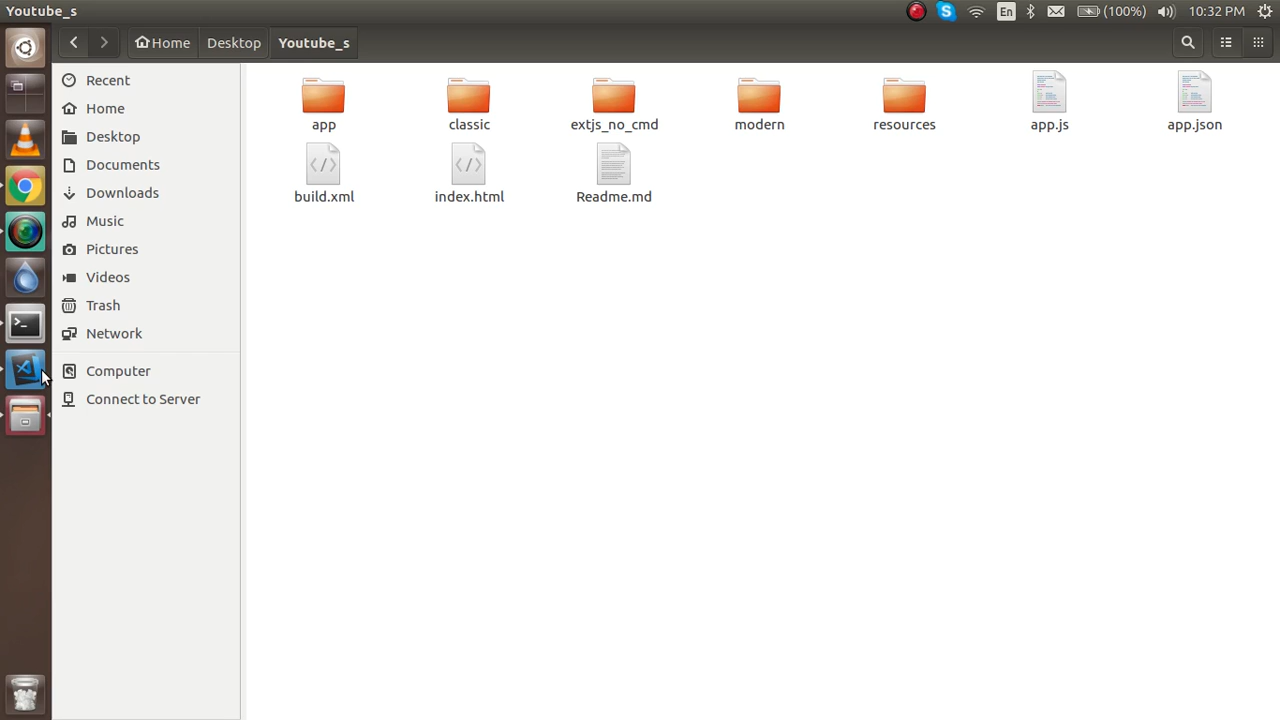 Youtube_s
En
(100%)
10:32 PM
Home
Desktop
Youtube_s
Recent
Home
Desktop
Documents
Downloads
Music
Pictures
Videos
Trash
Network
Computer
Connect to Server
app
classic
extjs_no_cmd
modern
resources
app.js
app.json
build.xml
index.html
Readme.md